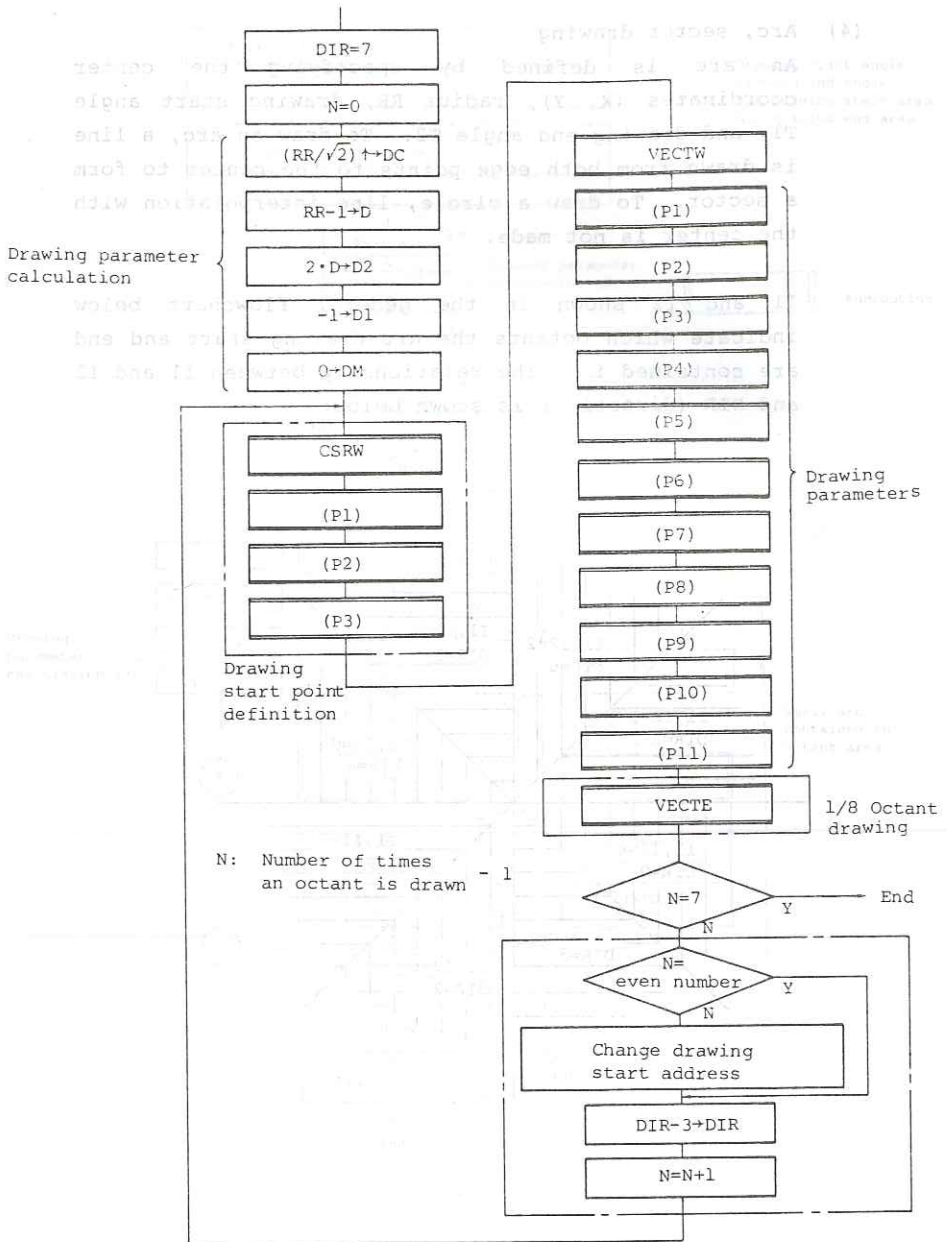 DIR=7
N=0
(RR/√2)↑→DC
RR-1→D
2·D→D2
-1→D1
0→DM
Drawing parameter
calculation
CSRW
(P1)
(P2)
(P3)
Drawing
start point
definition
VECTW
(P1)
(P2)
(P3)
(P4)
(P5)
(P6)
(P7)
(P8)
(P9)
(P10)
(P11)
Drawing
parameters
VECTE
1/8 Octant
drawing
N: Number of times
an octant is drawn - 1
N=7
Y
End
N
N=
even number
Y
N
Change drawing
start address
DIR-3→DIR
N=N+1
(4) Arc, sector drawing
An arc is defined by specifying the center
coordinates (X, Y), radius RR, drawing start angle
and drawing end angle To draw an arc, a line
is drawn from both edge points to the center to form
a sector. To draw a circle, line interpolation with
the center is not made.
and shown in the general flowchart below
indicate which octants the arc drawing start and end
are contained in. The relationship between I1 and I2
and DIR is shown below.